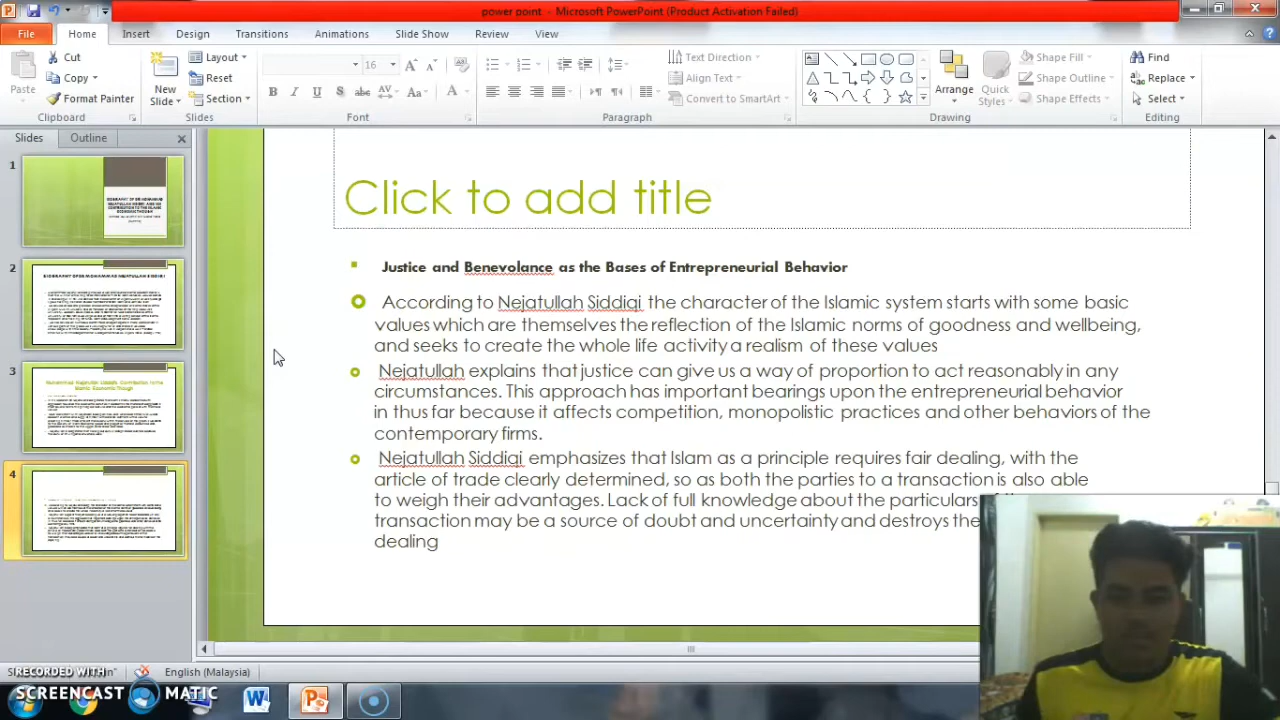 power point - Microsoft PowerPoint (Product Activation Failed)
File Home Insert Design Transitions Animations Slide Show Review View
Cut Layout 16 Text Direction Shape Fill Find
Paste Copy New Slide Reset Align Text Arrange Quick Styles Shape Outline Replace
Format Painter Section B I U S abc AV Aa A Convert to SmartArt Shape Effects Select
Clipboard Slides Font Paragraph Drawing Editing
Slides Outline
1
2
3
4
Click to add title
Justice and Benevolance as the Bases of Entrepreneurial Behavior
According to Nejatullah Siddiqi the character of the Islamic system starts with some basic
values which are themselves the reflection of the Islamic norms of goodness and wellbeing,
and seeks to create the whole life activity a realism of these values
Nejatullah explains that justice can give us a way of proportion to act reasonably in any
circumstances. This approach has important bearings upon the entrepreneurial behavior
in thus far because it affects competition, monopolistic practices and other behaviors of the
contemporary firms.
Nejatullah Siddiqi emphasizes that Islam as a principle requires fair dealing, with the
article of trade clearly determined, so as both the parties to a transaction is also able
to weigh their advantages. Lack of full knowledge about the particulars
transaction may be a source of doubt and uncertainty and destroys the
dealing
English (Malaysia)
RECORDED WITH
SCREENCAST MATIC